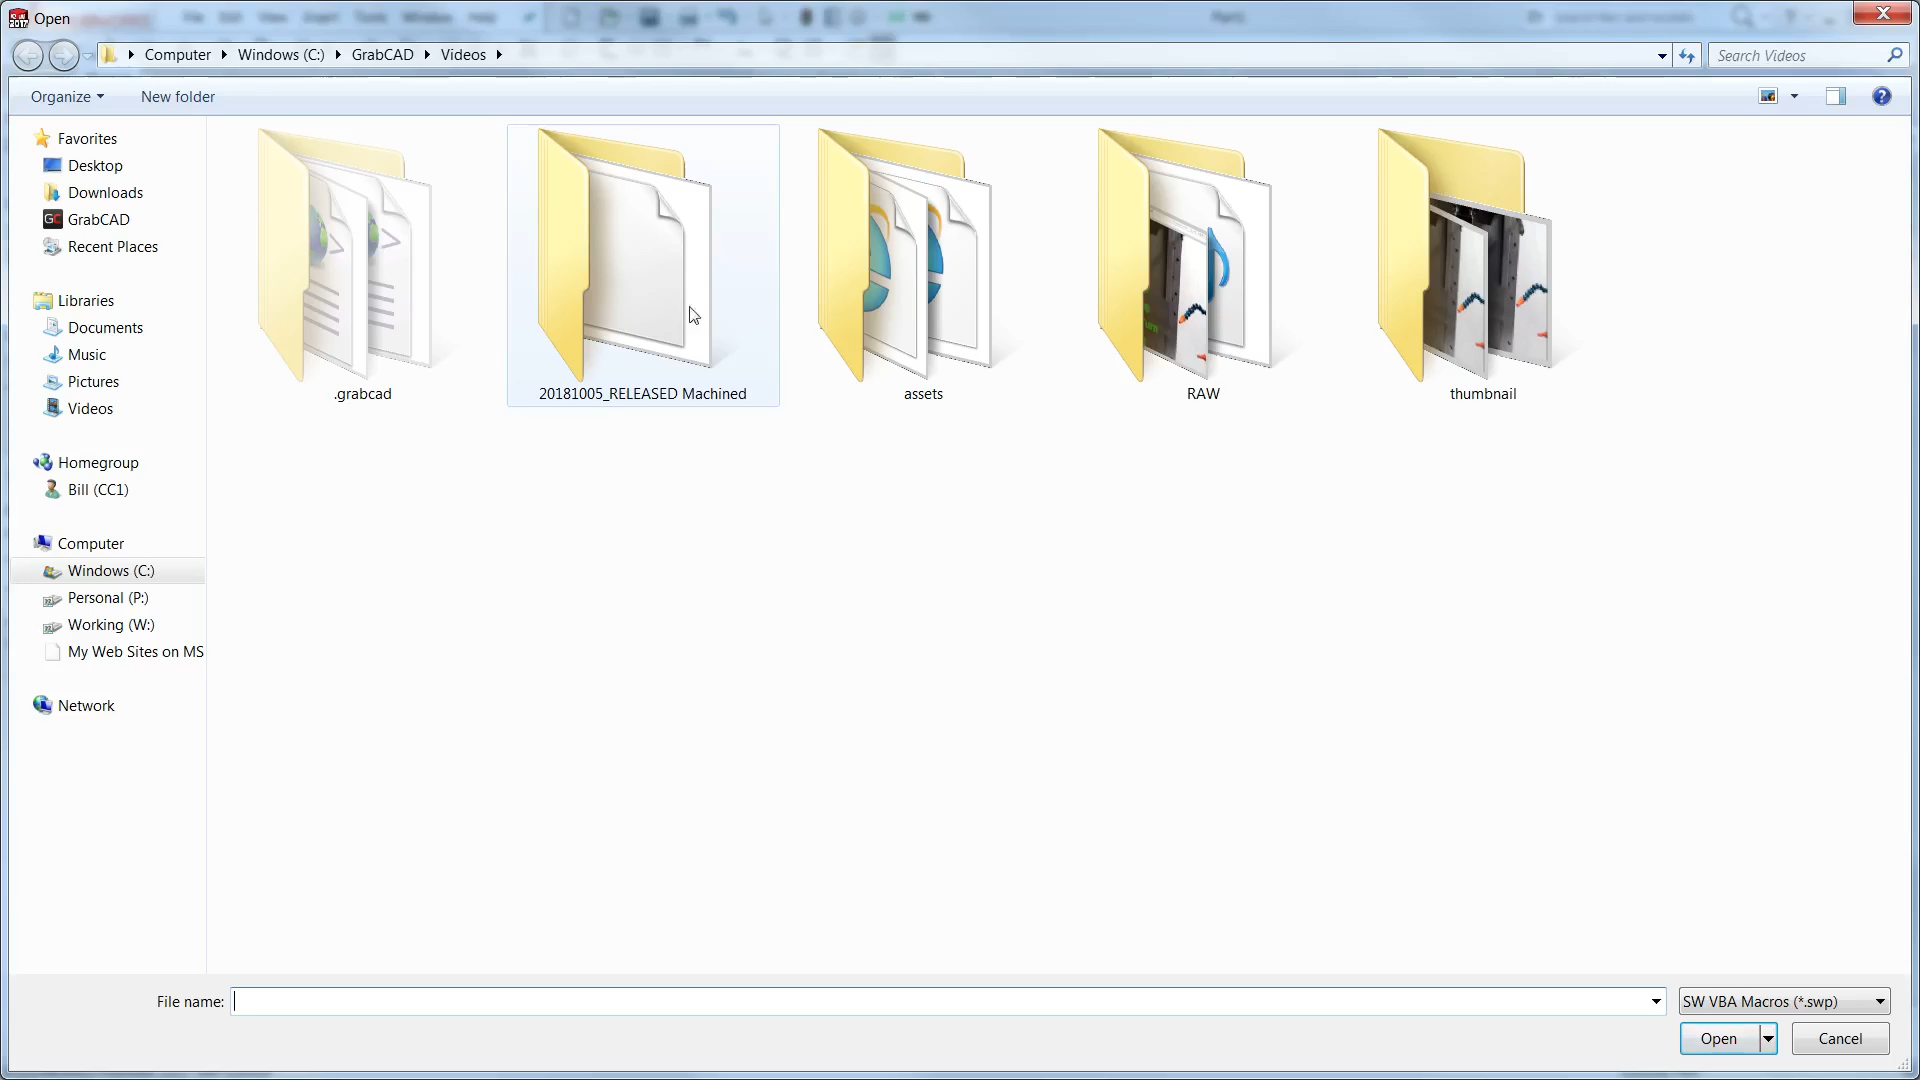 Open
Computer Windows (C:) GrabCAD Videos
Search Videos
Organize
New folder
Favorites
Desktop
Downloads
GrabCAD
Recent Places
Libraries
Documents
Music
Pictures
Videos
Homegroup
Bill (CC1)
Computer
Windows (C:)
Personal (P:)
Working (W:)
My Web Sites on MS
Network
.grabcad
20181005_RELEASED Machined
assets
RAW
thumbnail
File name:
SW VBA Macros (*.swp)
Open
Cancel